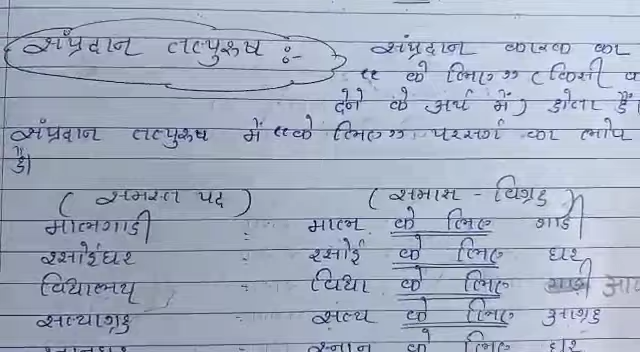 संप्रदान तत्पुरुष :- संप्रदान कारक का
"के लिए" (किसी क
देने के अर्थ में) होता है
संप्रदान तत्पुरुष में "के लिए" परसर्ग का लोप
है।
(समस्त पद) (समास - विग्रह)
मालगाडी : माल के लिए गाडी
रसोईघर : रसोई के लिए घर
विद्यालय : विद्या के लिए आ
सत्याग्रह : सत्य के लिए आग्रह
स्नानघर स्नान के लिए घर